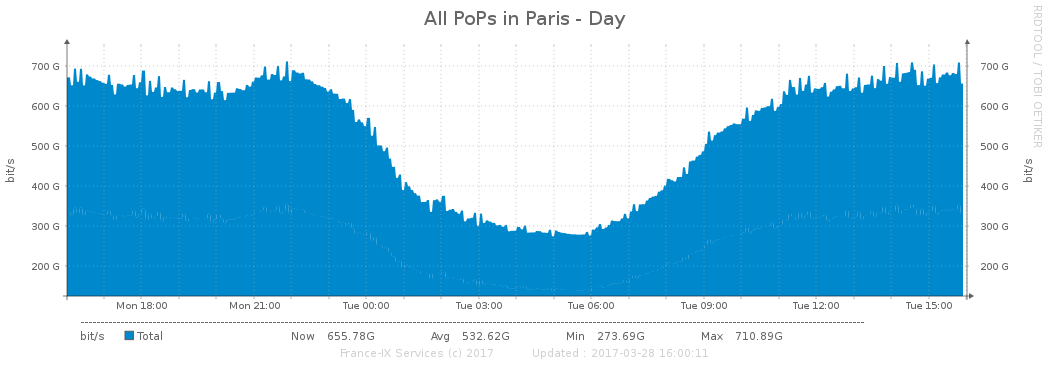 All PoPs in Paris - Day
RRDTOOL / TOBI OETIKER
700 G 700 G
600 G 600 G
500 G 500 G
400 G 400 G
300 G 300 G
200 G 200 G
bit/s
bit/s
Mon 18:00 Mon 21:00 Tue 00:00 Tue 03:00 Tue 06:00 Tue 09:00 Tue 12:00 Tue 15:00
bit/s Total Now 655.78G Avg 532.62G Min 273.69G Max 710.89G
France-IX Services (c) 2017 Updated : 2017-03-28 16:00:11